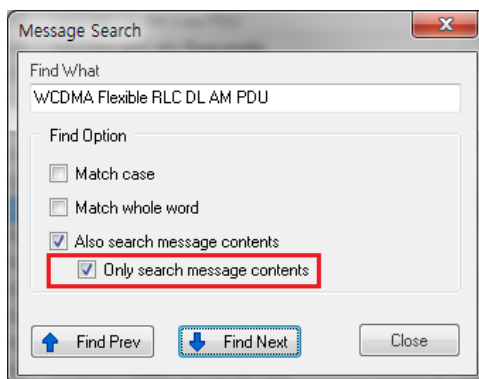 Message Search
Find What
WCDMA Flexible RLC DL AM PDU
Find Option
Match case
Match whole word
Also search message contents
Only search message contents
Find Prev Find Next Close